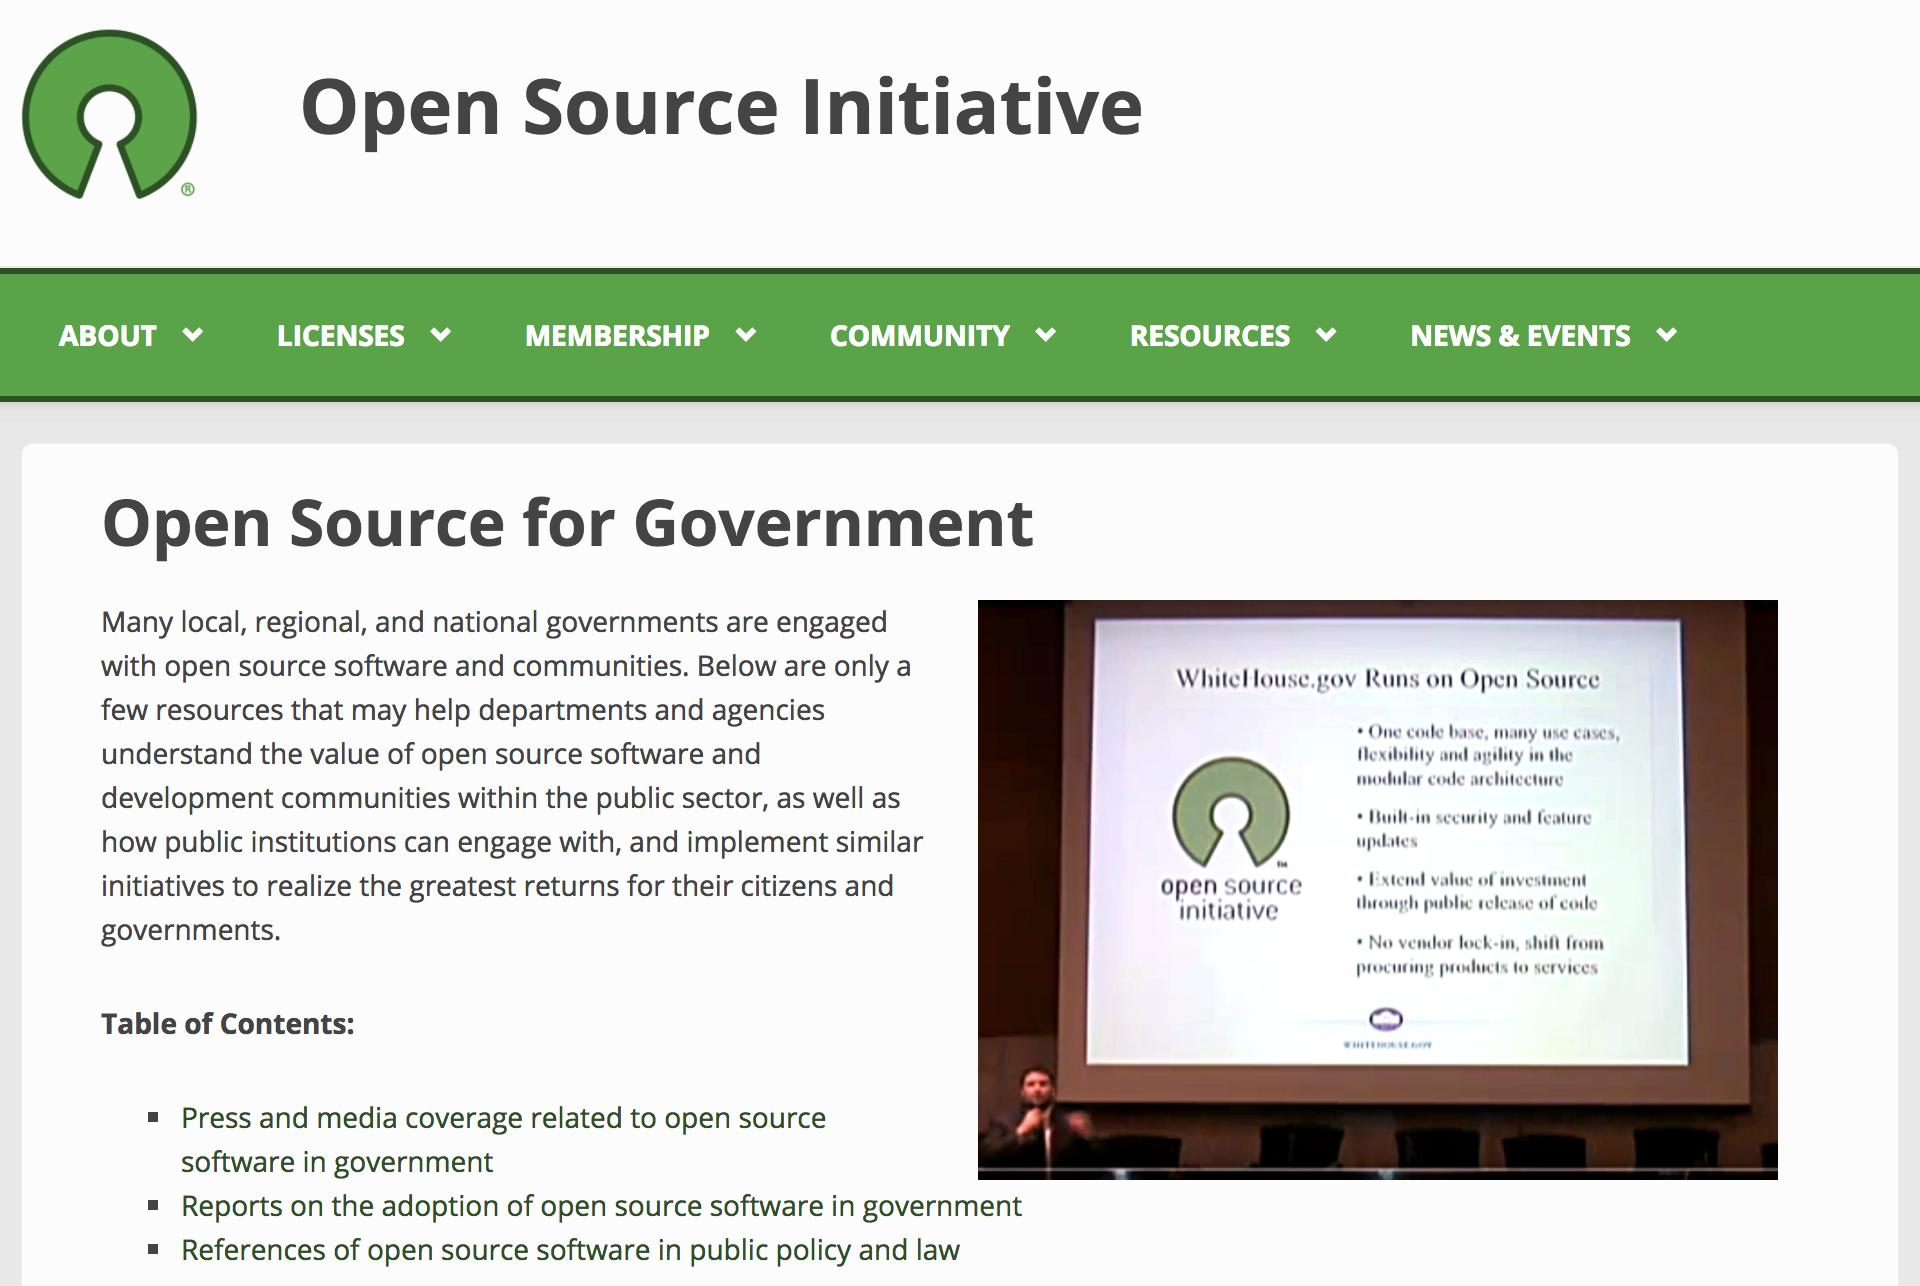 ®
Open Source Initiative
ABOUT
LICENSES
MEMBERSHIP
COMMUNITY
RESOURCES
NEWS & EVENTS
Open Source for Government
Many local, regional, and national governments are engaged
with open source software and communities. Below are only a
few resources that may help departments and agencies
understand the value of open source software and
development communities within the public sector, as well as
how public institutions can engage with, and implement similar
initiatives to realize the greatest returns for their citizens and
governments.
WhiteHouse.gov Runs on Open Source
• One code base, many use cases,
flexibility and agility in the
modular code architecture
• Built-in security and feature
updates
• Extend value of investment
through public release of code
• No vendor lock-in, shift from
procuring products to services
™
open source
initiative
WHITEHOUSE.GOV
Table of Contents:
Press and media coverage related to open source
software in government
Reports on the adoption of open source software in government
References of open source software in public policy and law